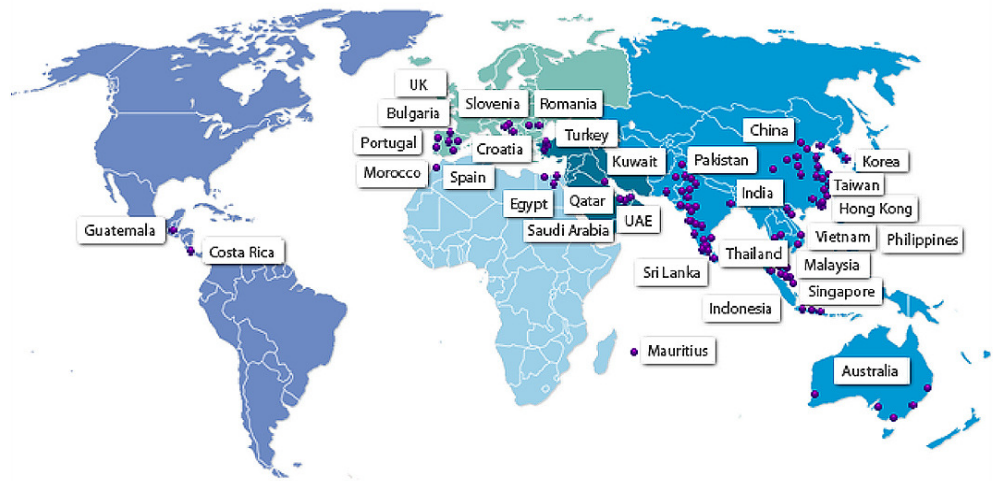 UK
Slovenia
Romania
Bulgaria
China
Portugal
Turkey
Croatia
Kuwait
Pakistan
Korea
Morocco
Spain
Taiwan
India
Egypt
Qatar
Hong Kong
UAE
Guatemala
Saudi Arabia
Vietnam
Philippines
Costa Rica
Thailand
Malaysia
Sri Lanka
Singapore
Indonesia
Mauritius
Australia